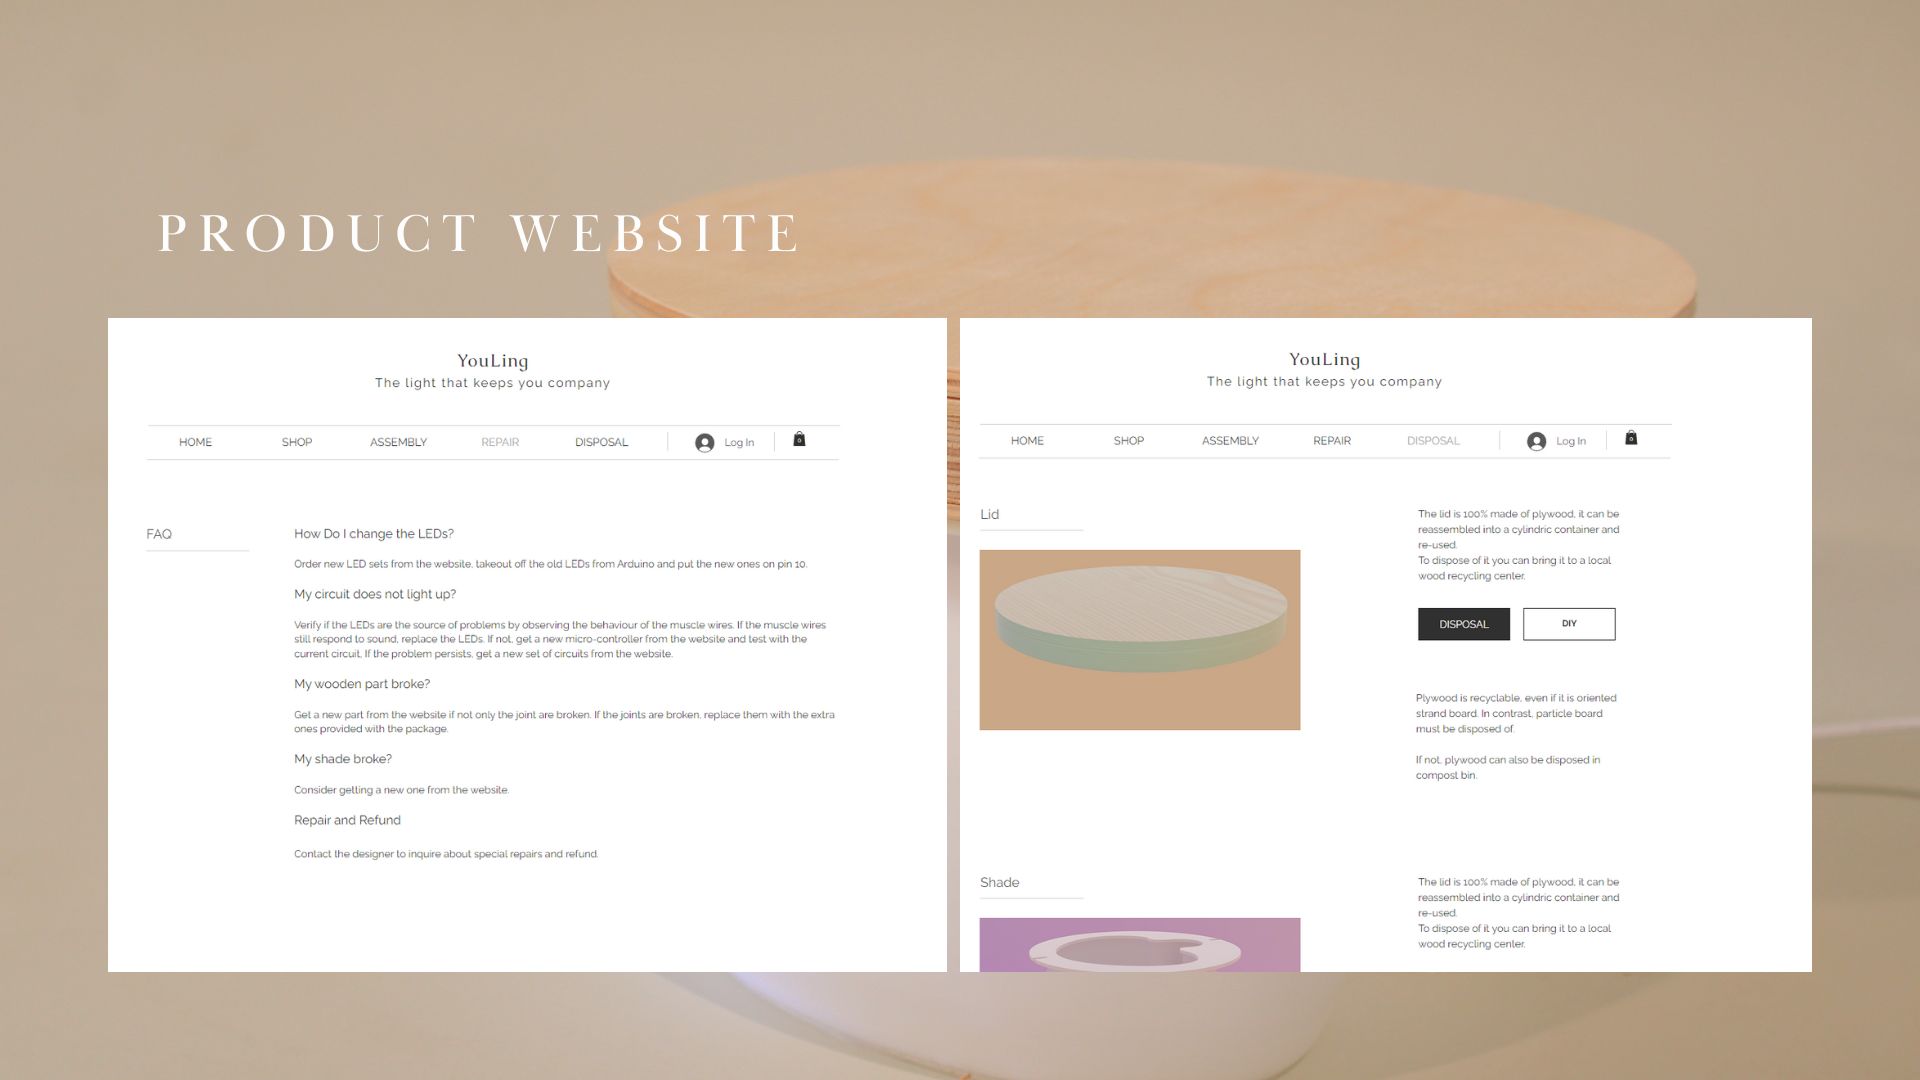 PRODUCT WEBSITE
YouLing
The light that keeps you company
HOME SHOP ASSEMBLY REPAIR DISPOSAL Log In 0
FAQ
How Do I change the LEDs?
Order new LED sets from the website, takeout off the old LEDs from Arduino and put the new ones on pin 10.
My circuit does not light up?
Verify if the LEDs are the source of problems by observing the behaviour of the muscle wires. If the muscle wires
still respond to sound, replace the LEDs. If not, get a new micro-controller from the website and test with the
current circuit, If the problem persists, get a new set of circuits from the website.
My wooden part broke?
Get a new part from the website if not only the joint are broken. If the joints are broken, replace them with the extra
ones provided with the package.
My shade broke?
Consider getting a new one from the website.
Repair and Refund
Contact the designer to inquire about special repairs and refund.
YouLing
The light that keeps you company
HOME SHOP ASSEMBLY REPAIR DISPOSAL Log In 0
Lid
The lid is 100% made of plywood, it can be
reassembled into a cylindric container and
re-used.
To dispose of it you can bring it to a local
wood recycling center.
DISPOSAL DIY
Plywood is recyclable, even if it is oriented
strand board. In contrast, particle board
must be disposed of.
If not, plywood can also be disposed in
compost bin.
Shade
The lid is 100% made of plywood, it can be
reassembled into a cylindric container and
re-used.
To dispose of it you can bring it to a local
wood recycling center.